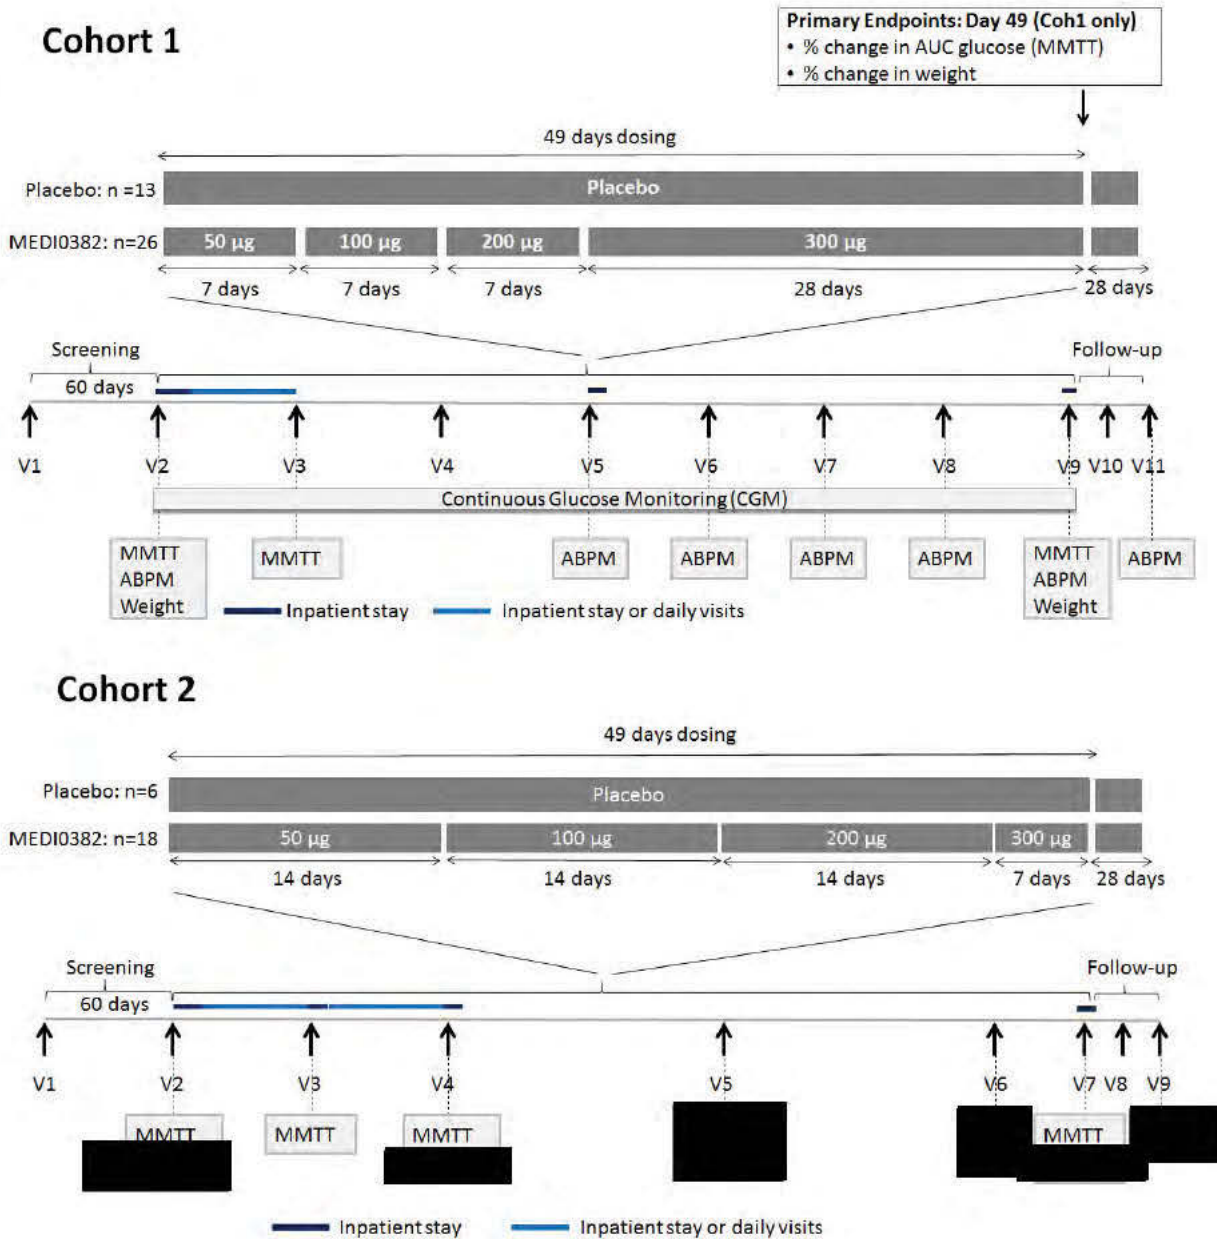 Cohort 1
Primary Endpoints: Day 49 (Coh1 only)
• % change in AUC glucose (MMTT)
• % change in weight
49 days dosing
Placebo: n =13
Placebo
MEDI0382: n=26
50 µg
100 µg
200 µg
300 µg
7 days
7 days
7 days
28 days
28 days
Screening
60 days
Follow-up
V1
V2
V3
V4
V5
V6
V7
V8
V9
V10
V11
Continuous Glucose Monitoring (CGM)
MMTT
ABPM
Weight
MMTT
ABPM
ABPM
ABPM
ABPM
MMTT
ABPM
Weight
ABPM
Inpatient stay
Inpatient stay or daily visits
Cohort 2
49 days dosing
Placebo: n=6
Placebo
MEDI0382: n=18
50 µg
100 µg
200 µg
300 µg
14 days
14 days
14 days
7 days
28 days
Screening
60 days
Follow-up
V1
V2
V3
V4
V5
V6
V7
V8
V9
MMTT
MMTT
MMTT
MMTT
Inpatient stay
Inpatient stay or daily visits